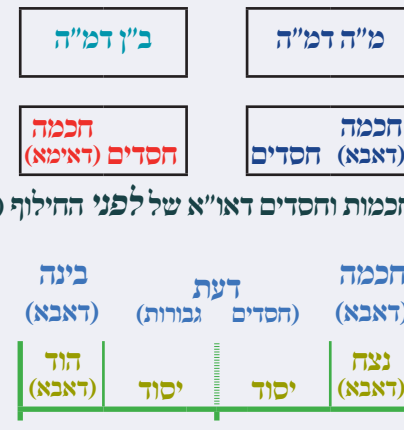 מ"ה דמ"ה ב"ן דמ"ה
חכמה חכמה
(דאבא) חסדים חסדים (דאימא)
חכמות וחסדים דאו"א של לפני החילוף
חכמה דעת בינה
(דאבא) (חסדים גבורות) (דאבא)
נצח יסוד יסוד הוד
(דאבא) (דאבא)